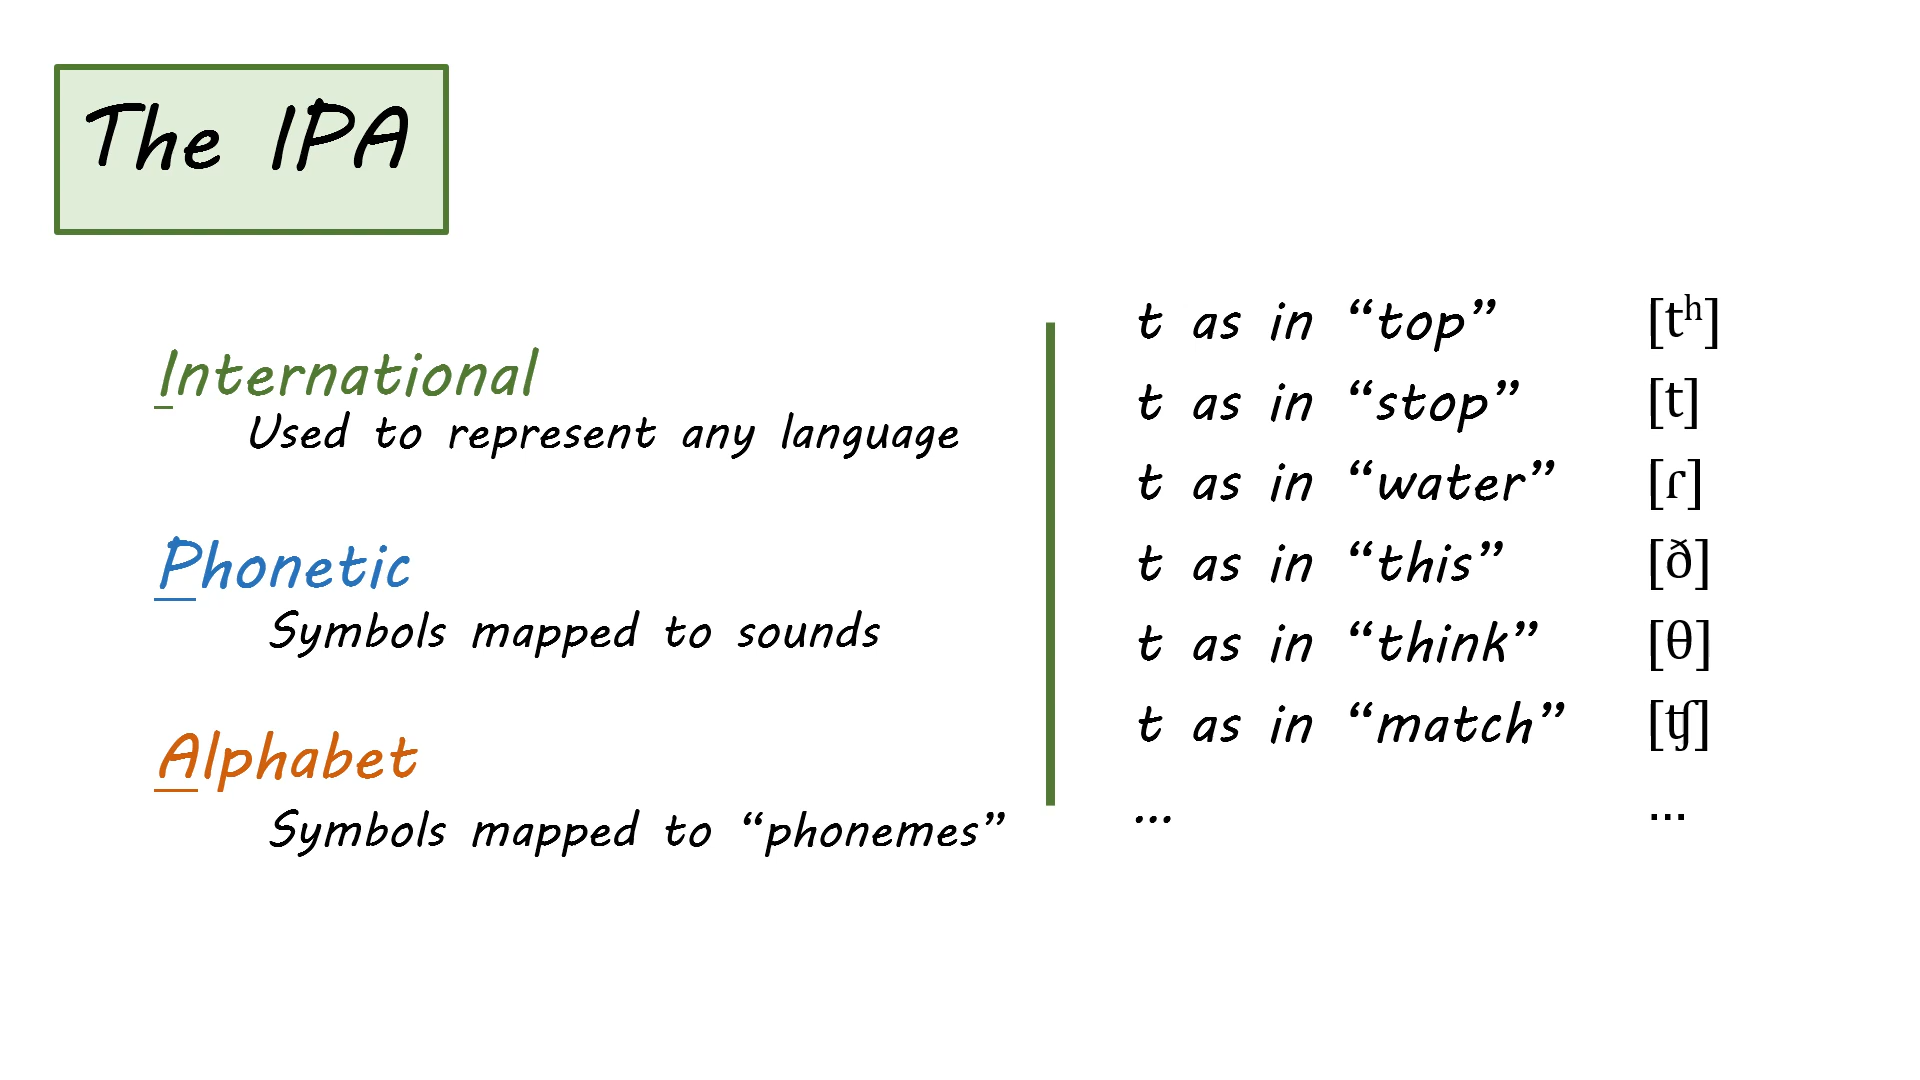 The IPA
International
Used to represent any language
Phonetic
Symbols mapped to sounds
Alphabet
Symbols mapped to “phonemes”
t as in “top” [tʰ]
t as in “stop” [t]
t as in “water” [ɾ]
t as in “this” [ð]
t as in “think” [θ]
t as in “match” [ʧ]
... ...